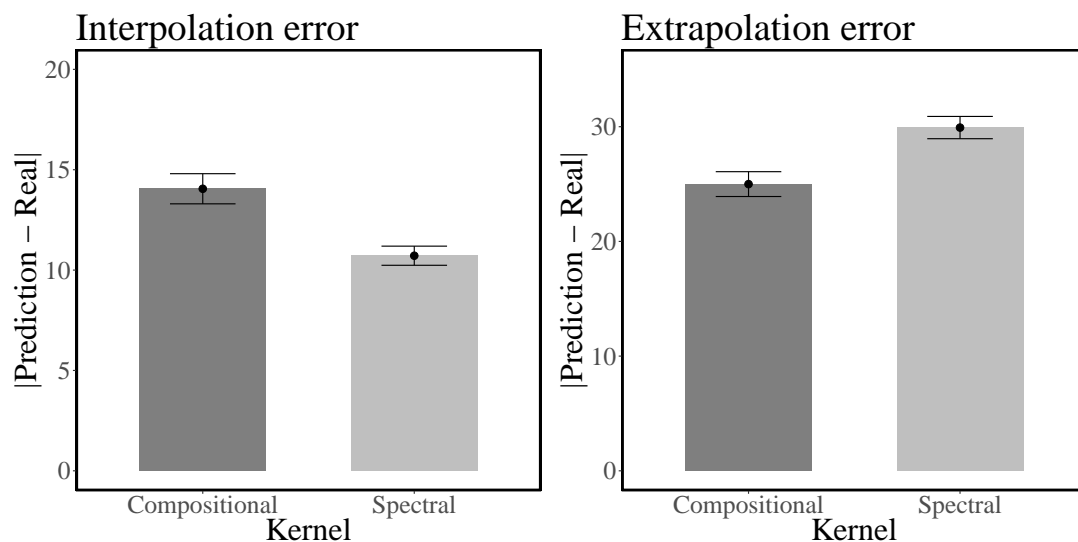 Interpolation error
|Prediction − Real|
20
15
10
5
0
Compositional
Spectral
Kernel
Extrapolation error
|Prediction − Real|
30
20
10
0
Compositional
Spectral
Kernel